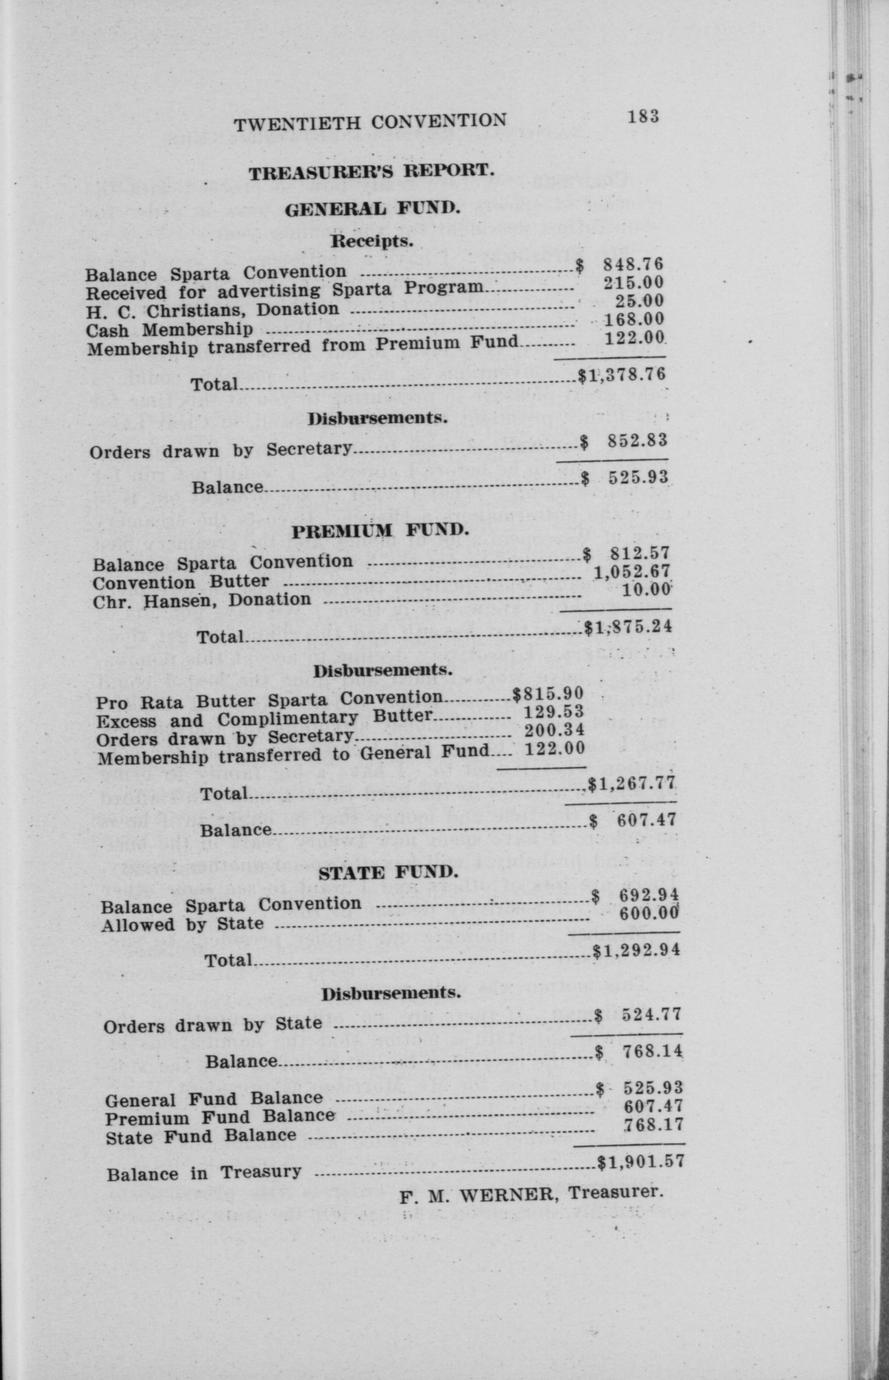 TWENTIETH CONVENTION 183
TREASURER'S REPORT.
GENERAL FUND.
Receipts.
Balance Sparta Convention $ 848.76
Received for advertising Sparta Program 215.00
H. C. Christians, Donation 25.00
Cash Membership 168.00
Membership transferred from Premium Fund 122.00
Total $1,378.76
Disbursements.
Orders drawn by Secretary $ 852.83
Balance $ 525.93
PREMIUM FUND.
Balance Sparta Convention $ 812.57
Convention Butter 1,052.67
Chr. Hansen, Donation 10.00
Total $1,875.24
Disbursements.
Pro Rata Butter Sparta Convention $815.90
Excess and Complimentary Butter 129.53
Orders drawn by Secretary 200.34
Membership transferred to General Fund 122.00
Total $1,267.77
Balance $ 607.47
STATE FUND.
Balance Sparta Convention $ 692.94
Allowed by State 600.00
Total $1,292.94
Disbursements.
Orders drawn by State $ 524.77
Balance $ 768.14
General Fund Balance $ 525.93
Premium Fund Balance 607.47
State Fund Balance 768.17
Balance in Treasury $1,901.57
F. M. WERNER, Treasurer.